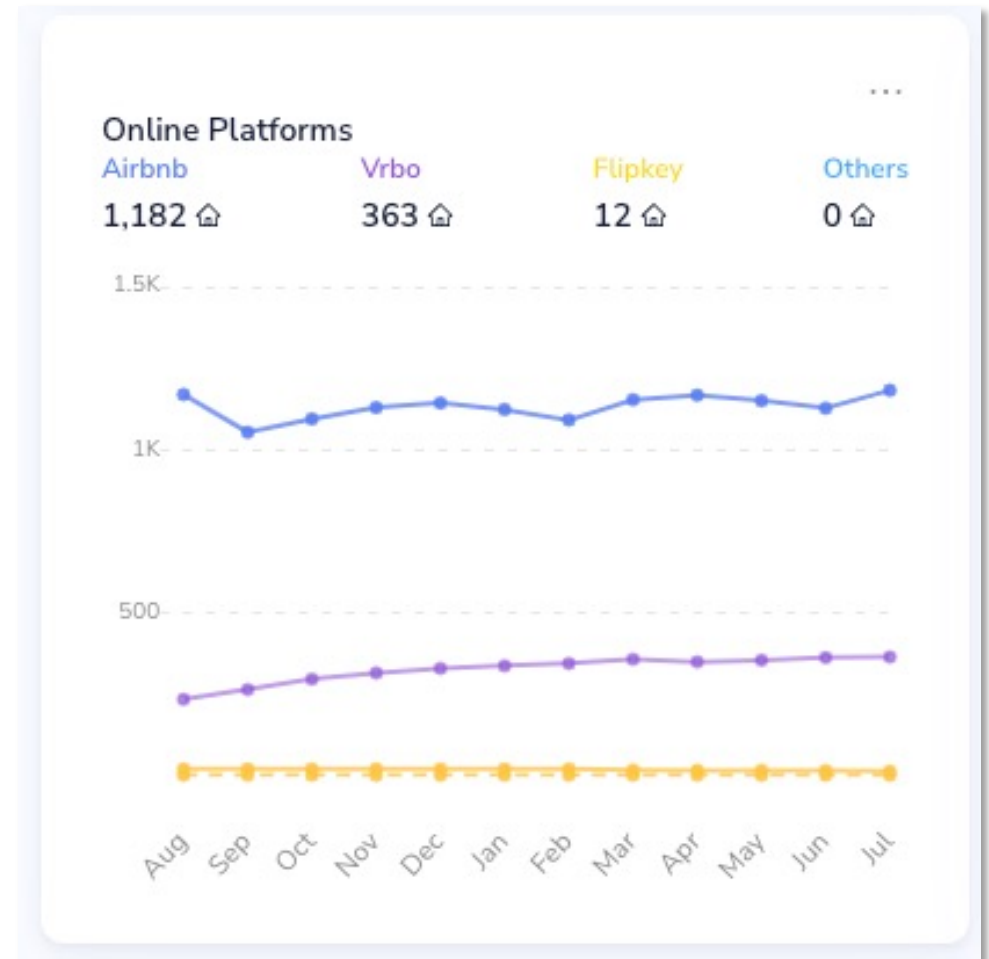 ...
Online Platforms
Airbnb Vrbo Flipkey Others
1,182 363 12 0
1.5K
1K
500
Aug Sep Oct Nov Dec Jan Feb Mar Apr May Jun Jul